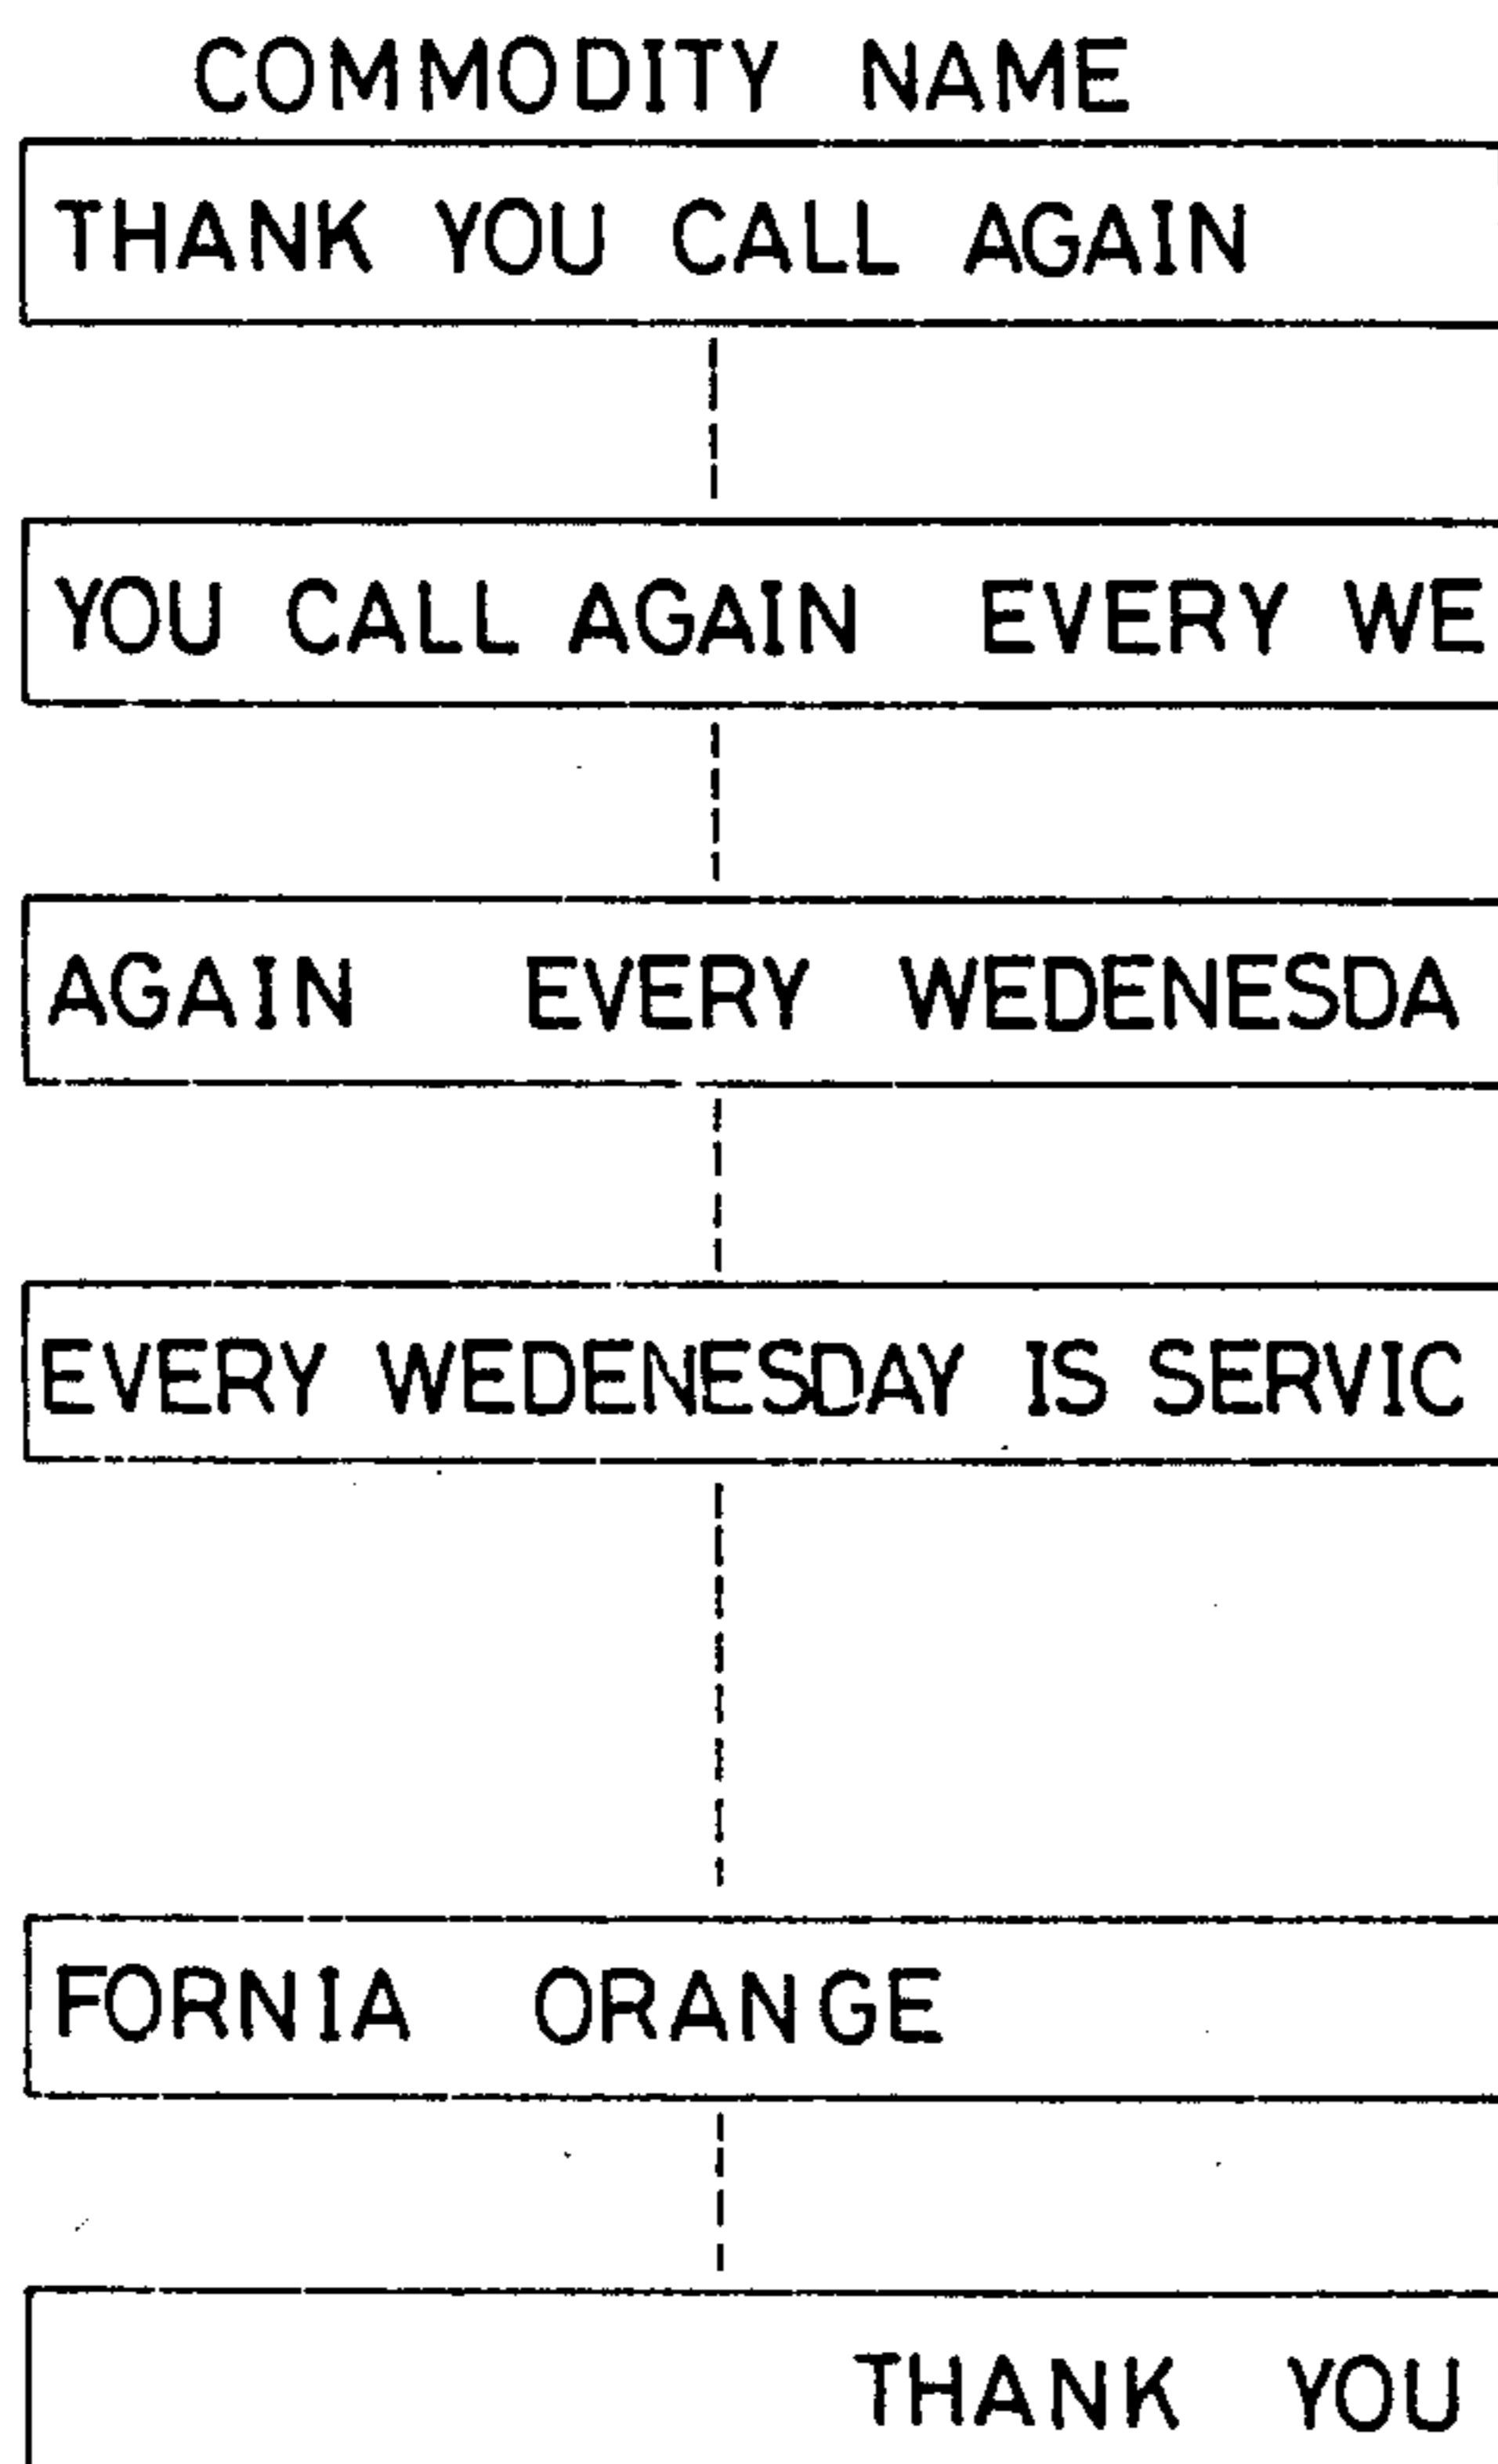 COMMODITY NAME
THANK YOU CALL AGAIN
YOU CALL AGAIN EVERY WE
AGAIN EVERY WEDENESDA
EVERY WEDENESDAY IS SERVIC
FORNIA ORANGE
THANK YOU